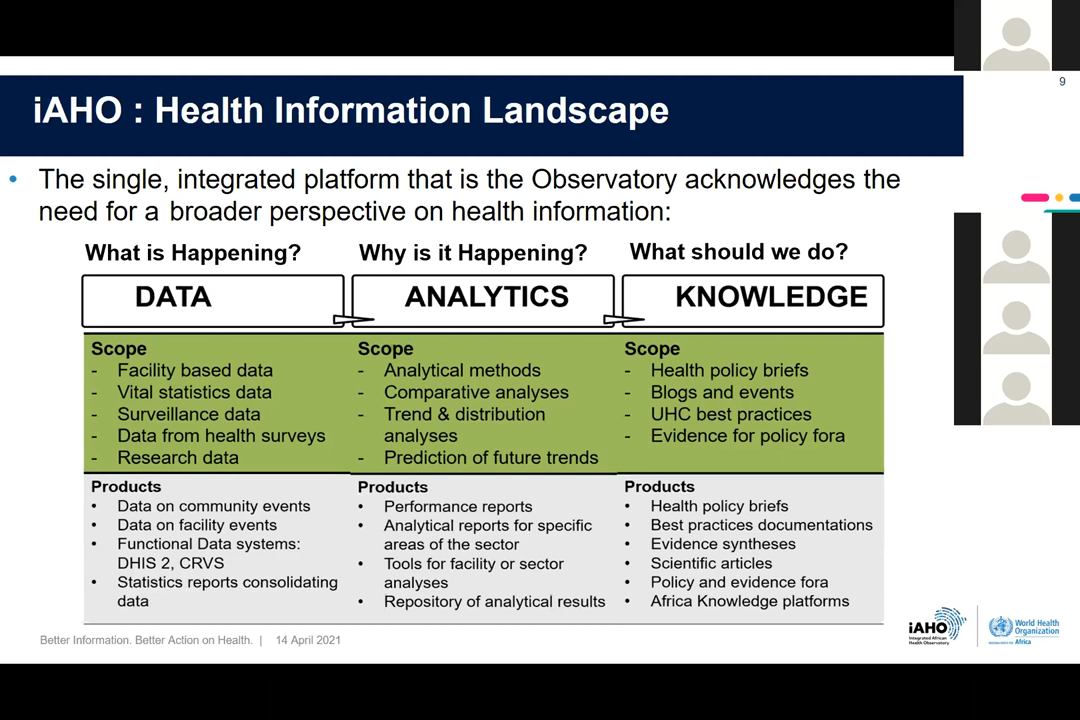 9
iAHO : Health Information Landscape
• The single, integrated platform that is the Observatory acknowledges the
need for a broader perspective on health information:
What is Happening?
Why is it Happening?
What should we do?
DATA
ANALYTICS
KNOWLEDGE
Scope
- Facility based data
- Vital statistics data
- Surveillance data
- Data from health surveys
- Research data
Scope
- Analytical methods
- Comparative analyses
- Trend & distribution
analyses
- Prediction of future trends
Scope
- Health policy briefs
- Blogs and events
- UHC best practices
- Evidence for policy fora
Products
• Data on community events
• Data on facility events
• Functional Data systems:
DHIS 2, CRVS
• Statistics reports consolidating
data
Products
• Performance reports
• Analytical reports for specific
areas of the sector
• Tools for facility or sector
analyses
• Repository of analytical results
Products
• Health policy briefs
• Best practices documentations
• Evidence syntheses
• Scientific articles
• Policy and evidence fora
• Africa Knowledge platforms
Better Information. Better Action on Health. | 14 April 2021
iAHO
Integrated African
Health Observatory
World Health
Organization
Africa